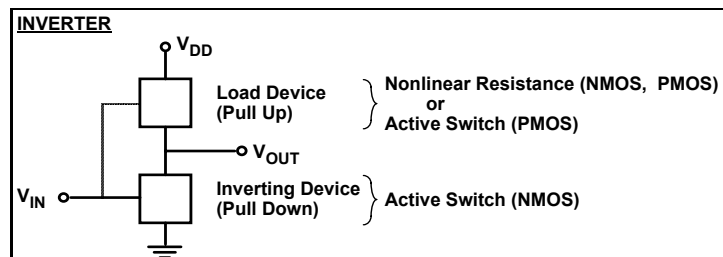 INVERTER
VDD
Load Device
(Pull Up)
Nonlinear Resistance (NMOS, PMOS)
or
Active Switch (PMOS)
VOUT
VIN
Inverting Device
(Pull Down)
Active Switch (NMOS)